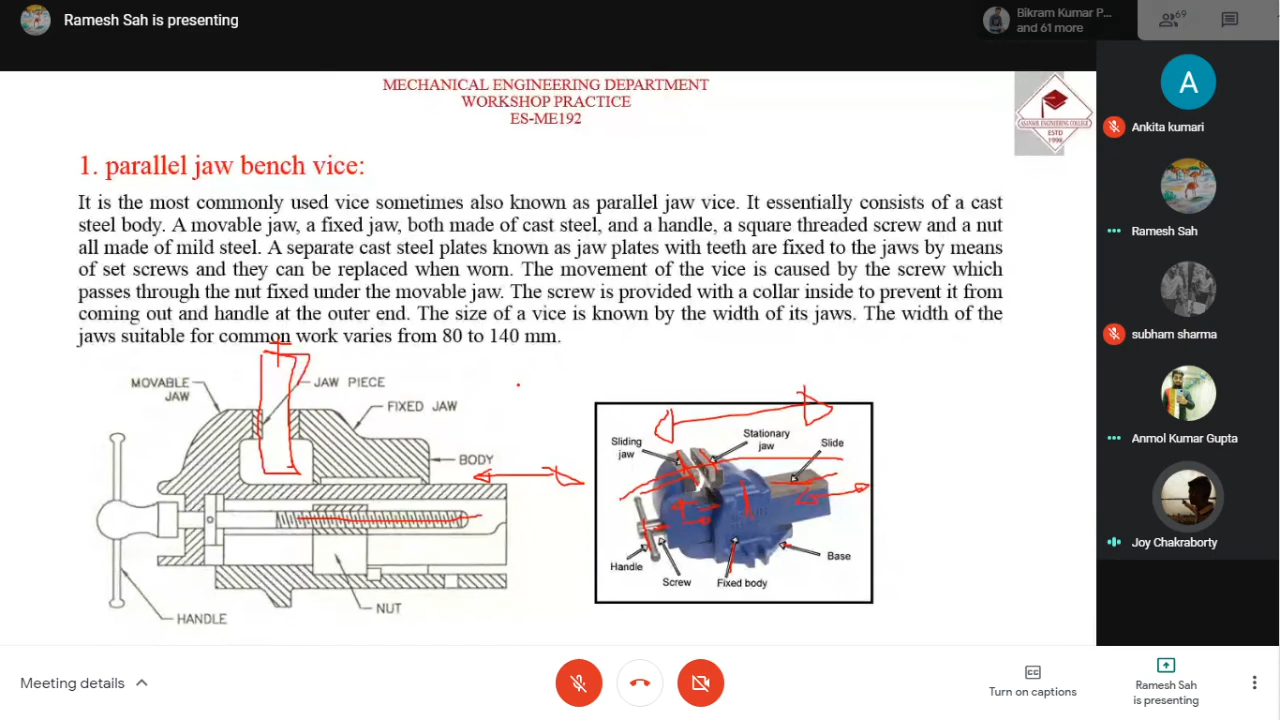 Ramesh Sah is presenting
Bikram Kumar P...
and 61 more
69
MECHANICAL ENGINEERING DEPARTMENT
WORKSHOP PRACTICE
ES-ME192
ASANSOL ENGINEERING COLLEGE
ESTD
1998
1. parallel jaw bench vice:
It is the most commonly used vice sometimes also known as parallel jaw vice. It essentially consists of a cast
steel body. A movable jaw, a fixed jaw, both made of cast steel, and a handle, a square threaded screw and a nut
all made of mild steel. A separate cast steel plates known as jaw plates with teeth are fixed to the jaws by means
of set screws and they can be replaced when worn. The movement of the vice is caused by the screw which
passes through the nut fixed under the movable jaw. The screw is provided with a collar inside to prevent it from
coming out and handle at the outer end. The size of a vice is known by the width of its jaws. The width of the
jaws suitable for common work varies from 80 to 140 mm.
MOVABLE
JAW
JAW PIECE
FIXED JAW
BODY
NUT
HANDLE
Sliding
jaw
Stationary
jaw
Slide
Handle
Screw
Fixed body
Base
A
Ankita kumari
Ramesh Sah
subham sharma
Anmol Kumar Gupta
Joy Chakraborty
Meeting details
CC
Turn on captions
Ramesh Sah
is presenting